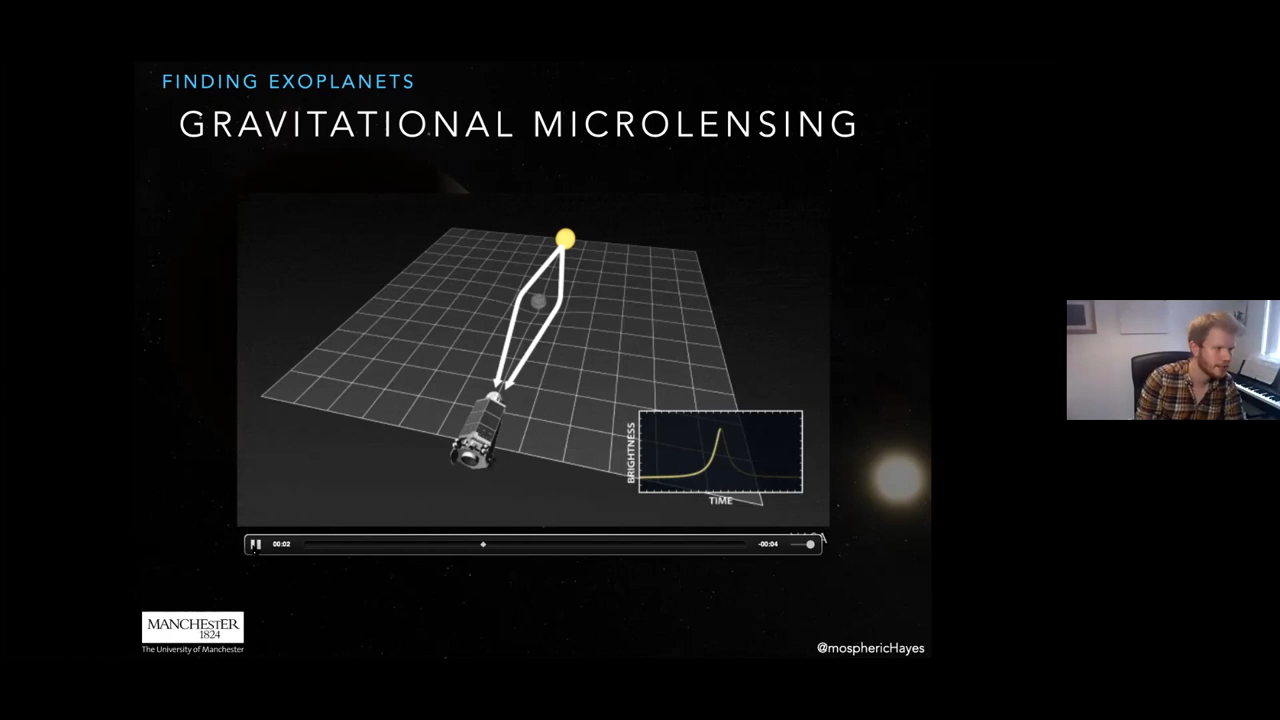 FINDING EXOPLANETS
GRAVITATIONAL MICROLENSING
BRIGHTNESS
TIME
00:02
-00:04
MANCHESTER
1824
The University of Manchester
@mosphericHayes